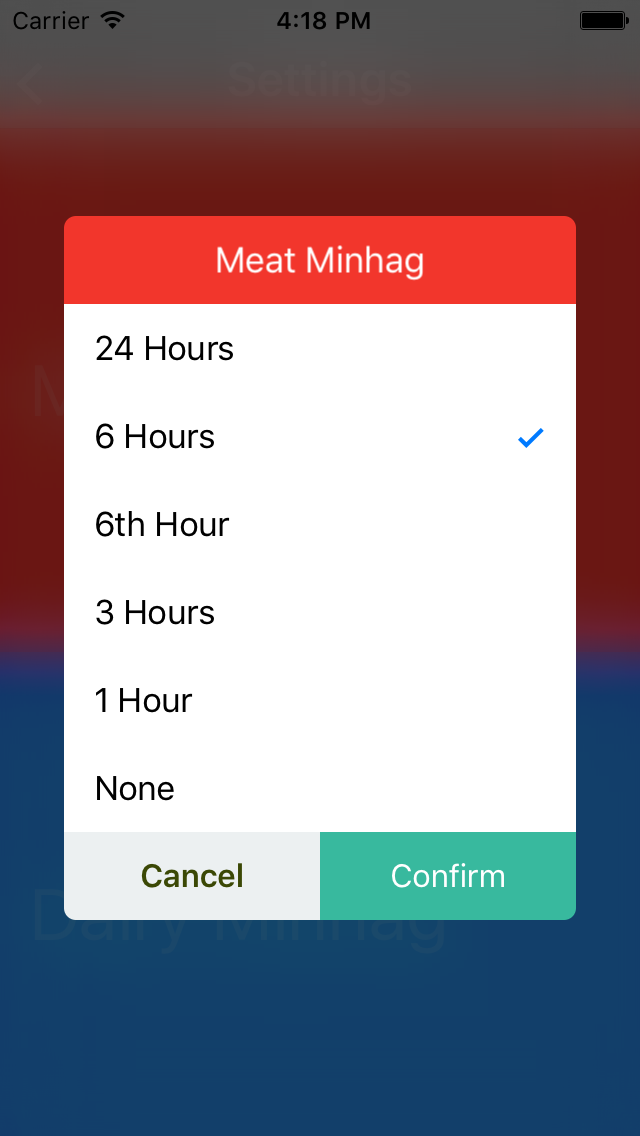 Carrier
4:18 PM
Settings
Meat Minhag
24 Hours
6 Hours
6th Hour
3 Hours
1 Hour
None
Cancel
Confirm
Dairy Minhag